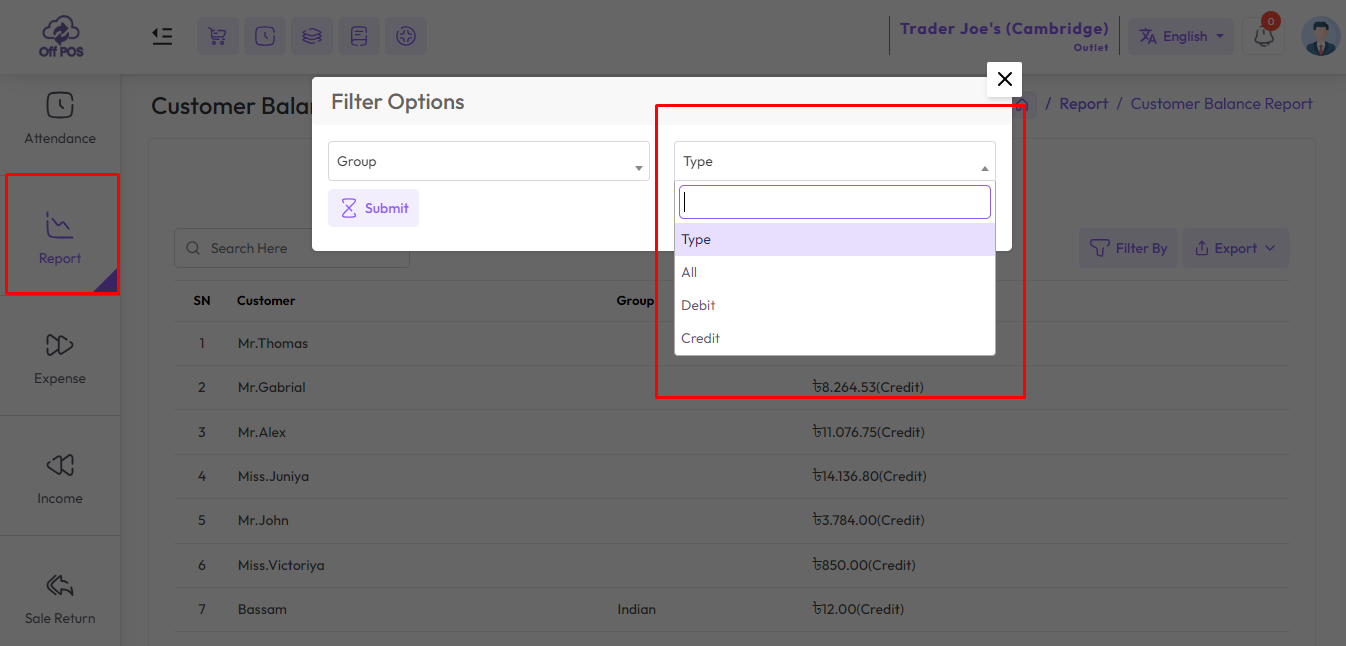 Off POS
Trader Joe's (Cambridge)
Outlet
English
0
Attendance
Report
Expense
Income
Sale Return
Customer Bala
/ Report / Customer Balance Report
Filter Options
Group
Type
Submit
Type
All
Debit
Credit
Search Here
Filter By
Export
SN Customer Group
1 Mr.Thomas
2 Mr.Gabrial ৳8.264.53(Credit)
3 Mr.Alex ৳11.076.75(Credit)
4 Miss.Juniya ৳14.136.80(Credit)
5 Mr.John ৳3.784.00(Credit)
6 Miss.Victoriya ৳850.00(Credit)
7 Bassam Indian ৳12.00(Credit)